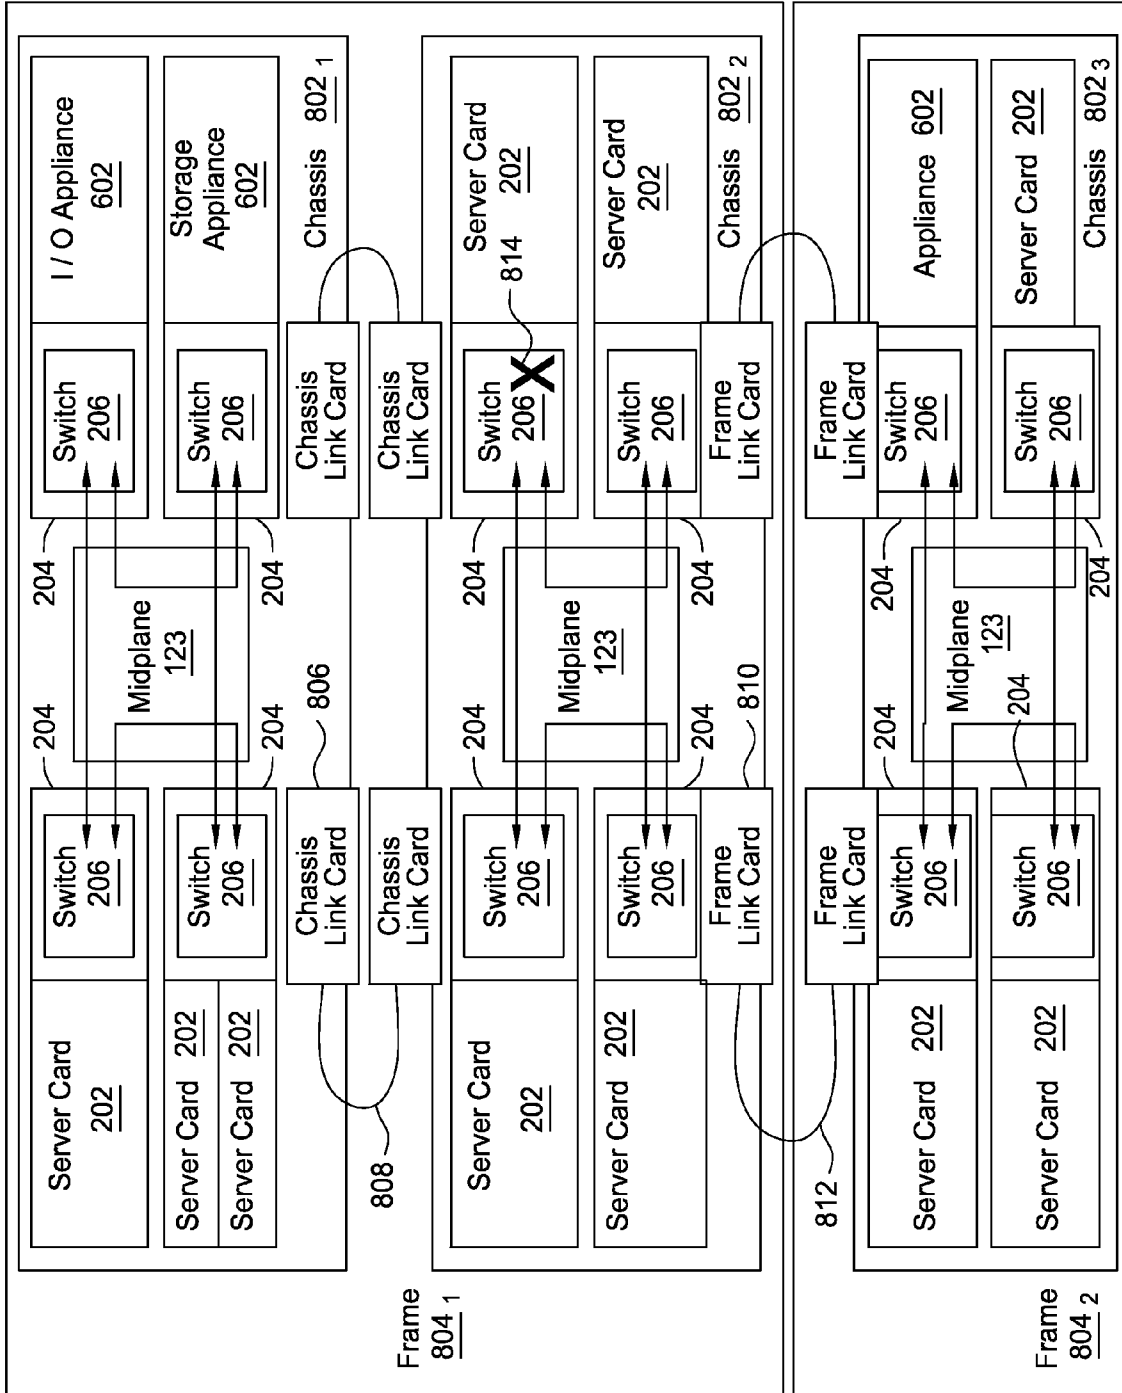 Server Card
202
Switch
206
204
204
Switch
206
I / O Appliance
602
Midplane
123
Server Card 202
Server Card 202
Switch
206
204
204
Switch
206
Storage
Appliance
602
Chassis 802 1
Chassis
Link Card
806
Chassis
Link Card
808
Chassis
Link Card
Chassis
Link Card
Frame
804 1
Server Card
202
Switch
206
204
204
Switch
206
814
Server Card
202
Midplane
123
Server Card 202
Switch
206
204
204
Switch
206
Server Card
202
Chassis 802 2
Frame
Link Card
810
Frame
Link Card
812
Frame
Link Card
Frame
Link Card
Server Card 202
Switch
206
204
204
Switch
206
Appliance 602
Midplane
123
Server Card 202
Switch
206
204
204
Switch
206
Server Card 202
Chassis 802 3
Frame
804 2